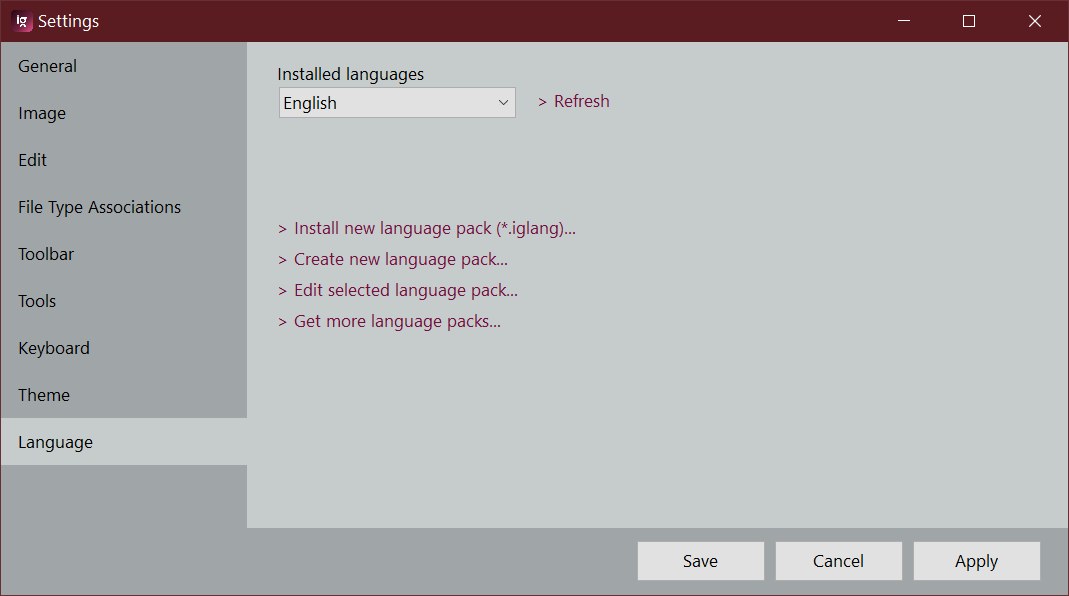 Ig Settings
General
Image
Edit
File Type Associations
Toolbar
Tools
Keyboard
Theme
Language
Installed languages
English
> Refresh
> Install new language pack (*.iglang)...
> Create new language pack...
> Edit selected language pack...
> Get more language packs...
Save Cancel Apply